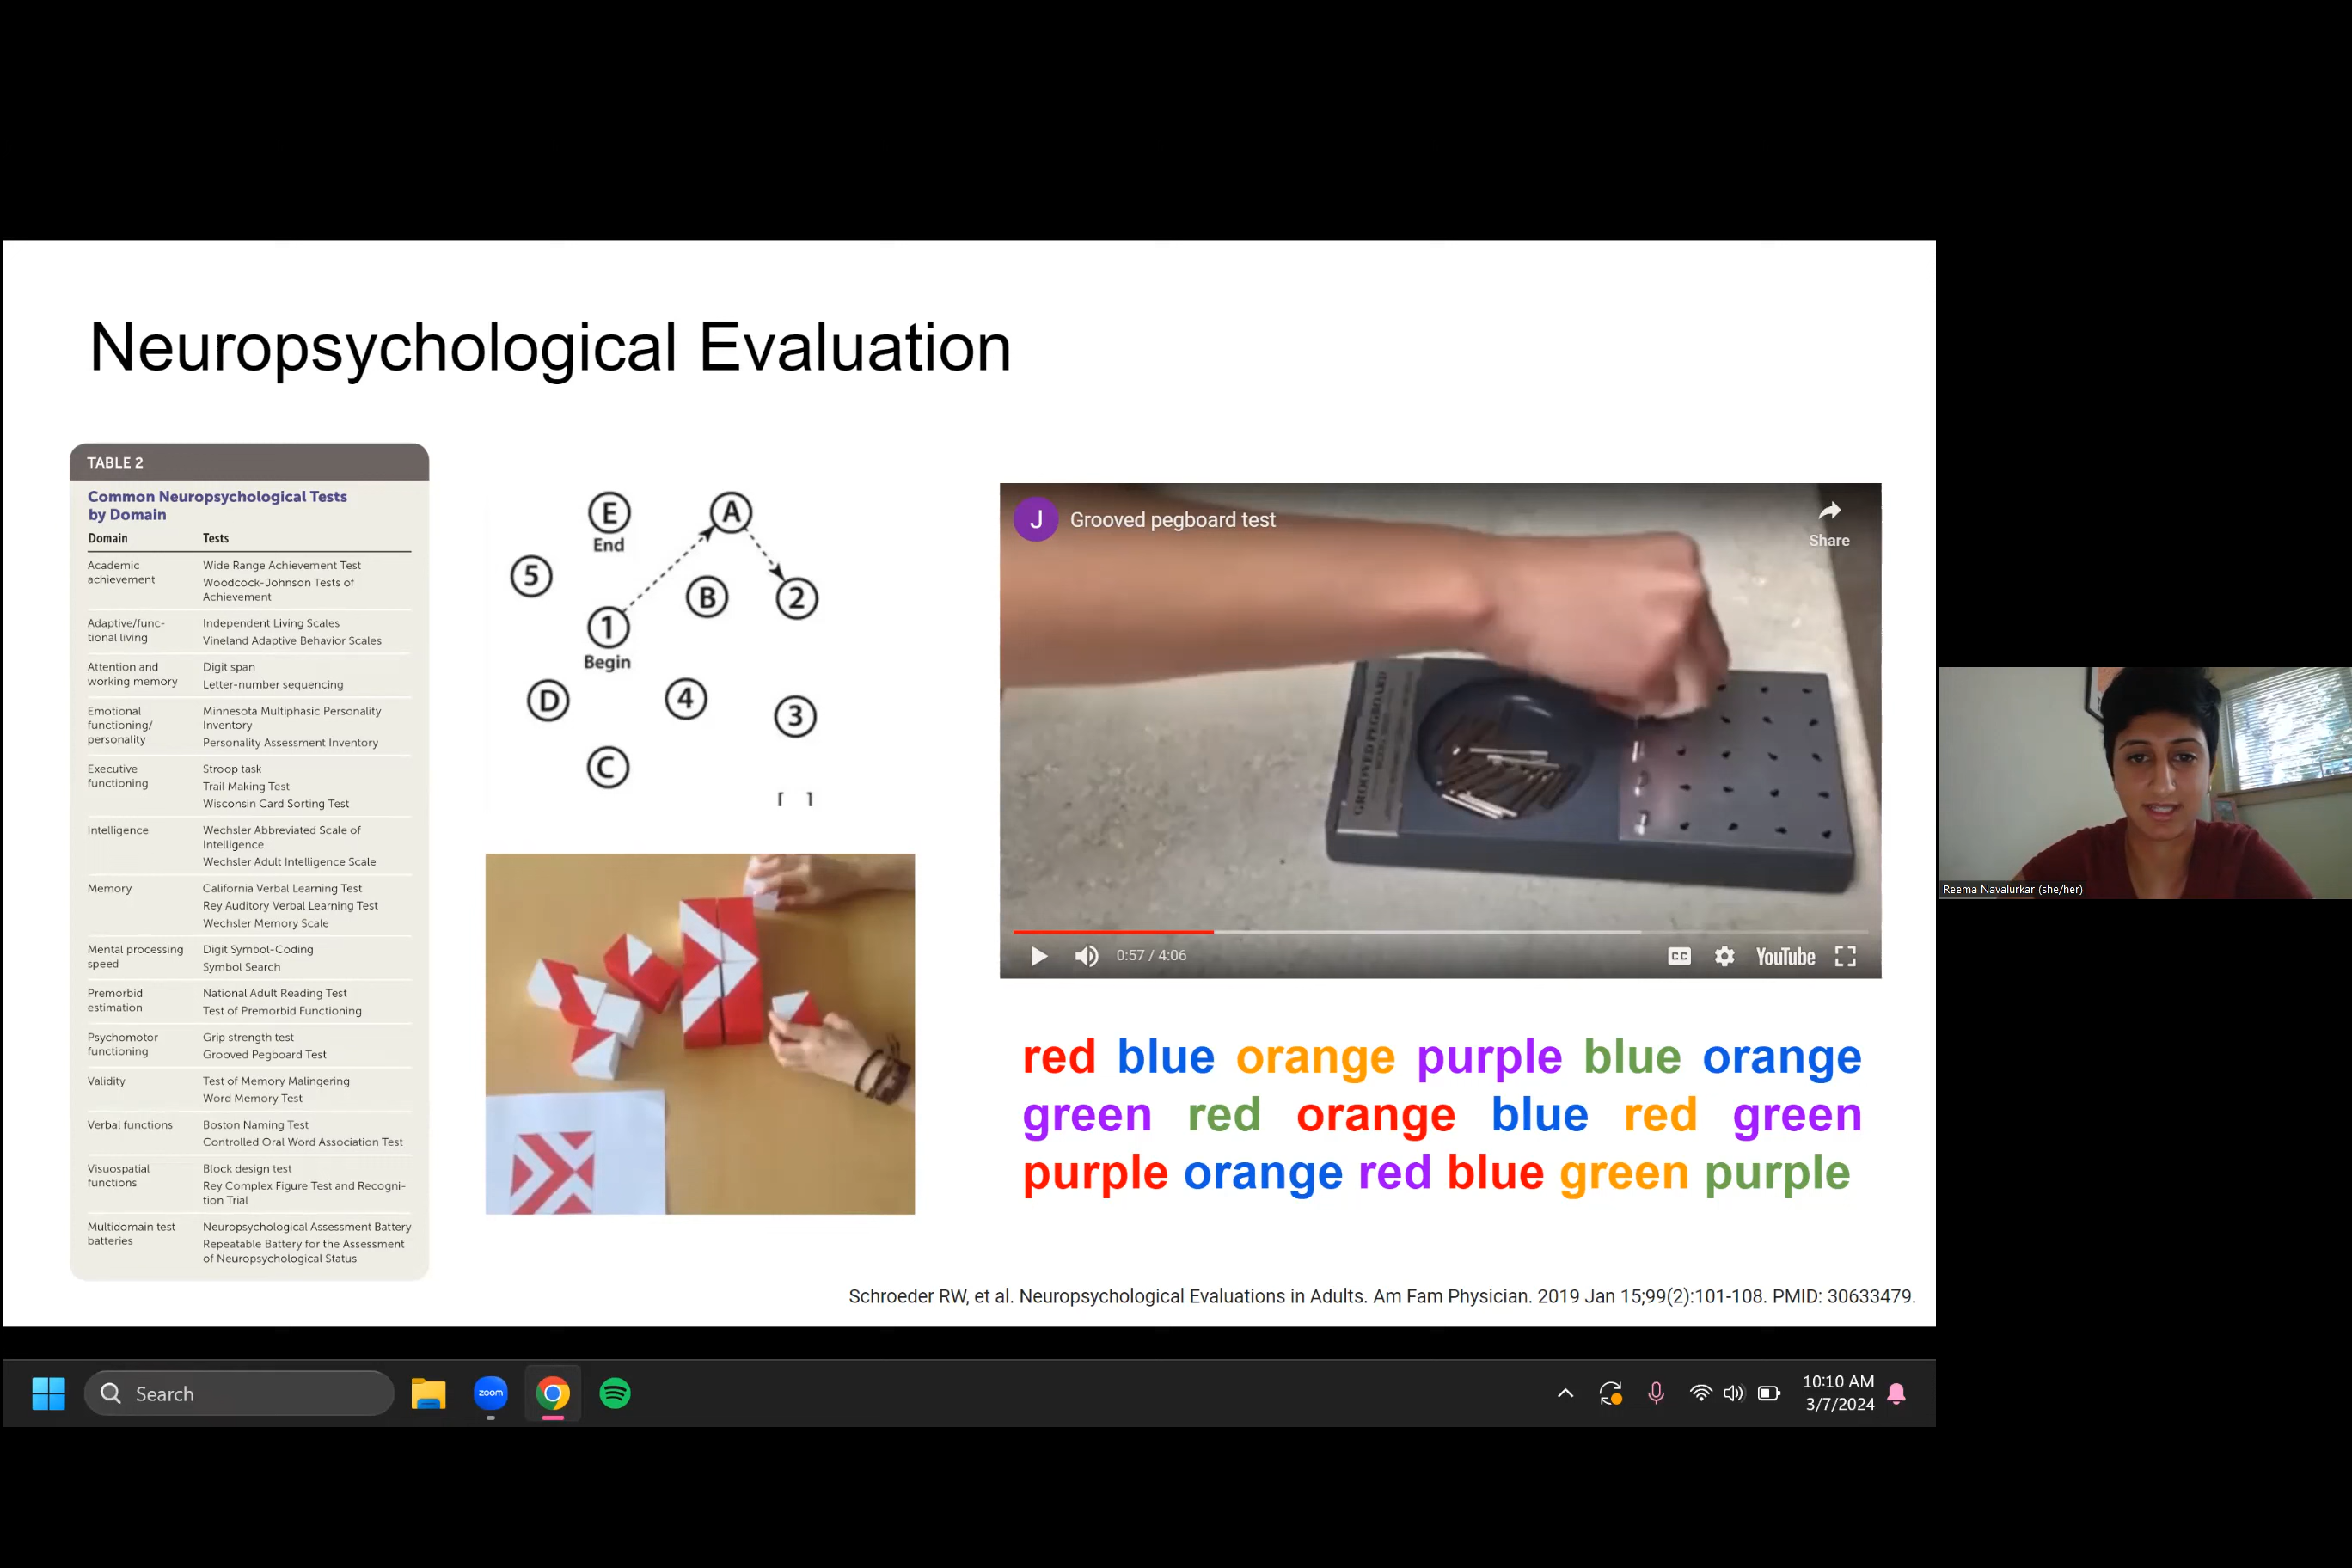 Neuropsychological Evaluation
TABLE 2
Common Neuropsychological Tests
by Domain
Domain Tests
Academic achievement
Wide Range Achievement Test
Woodcock-Johnson Tests of
Achievement
Adaptive/func-
tional living
Independent Living Scales
Vineland Adaptive Behavior Scales
Attention and
working memory
Digit span
Letter-number sequencing
Emotional
functioning/
personality
Minnesota Multiphasic Personality
Inventory
Personality Assessment Inventory
Executive
functioning
Stroop task
Trail Making Test
Wisconsin Card Sorting Test
Intelligence
Wechsler Abbreviated Scale of
Intelligence
Wechsler Adult Intelligence Scale
Memory
California Verbal Learning Test
Rey Auditory Verbal Learning Test
Wechsler Memory Scale
Mental processing
speed
Digit Symbol-Coding
Symbol Search
Premorbid
estimation
National Adult Reading Test
Test of Premorbid Functioning
Psychomotor
functioning
Grip strength test
Grooved Pegboard Test
Validity
Test of Memory Malingering
Word Memory Test
Verbal functions
Boston Naming Test
Controlled Oral Word Association Test
Visuospatial
functions
Block design test
Rey Complex Figure Test and Recogni-
tion Trial
Multidomain test
batteries
Neuropsychological Assessment Battery
Repeatable Battery for the Assessment
of Neuropsychological Status
E
End
A
5
B
2
1
Begin
D
4
3
C
[ ]
J
Grooved pegboard test
Share
GROOVED PEGBOARD
0:57 / 4:06
CC
YouTube
red blue orange purple blue orange
green red orange blue red green
purple orange red blue green purple
Schroeder RW, et al. Neuropsychological Evaluations in Adults. Am Fam Physician. 2019 Jan 15;99(2):101-108. PMID: 30633479.
Reema Navalurkar (she/her)
Search
zoom
10:10 AM
3/7/2024